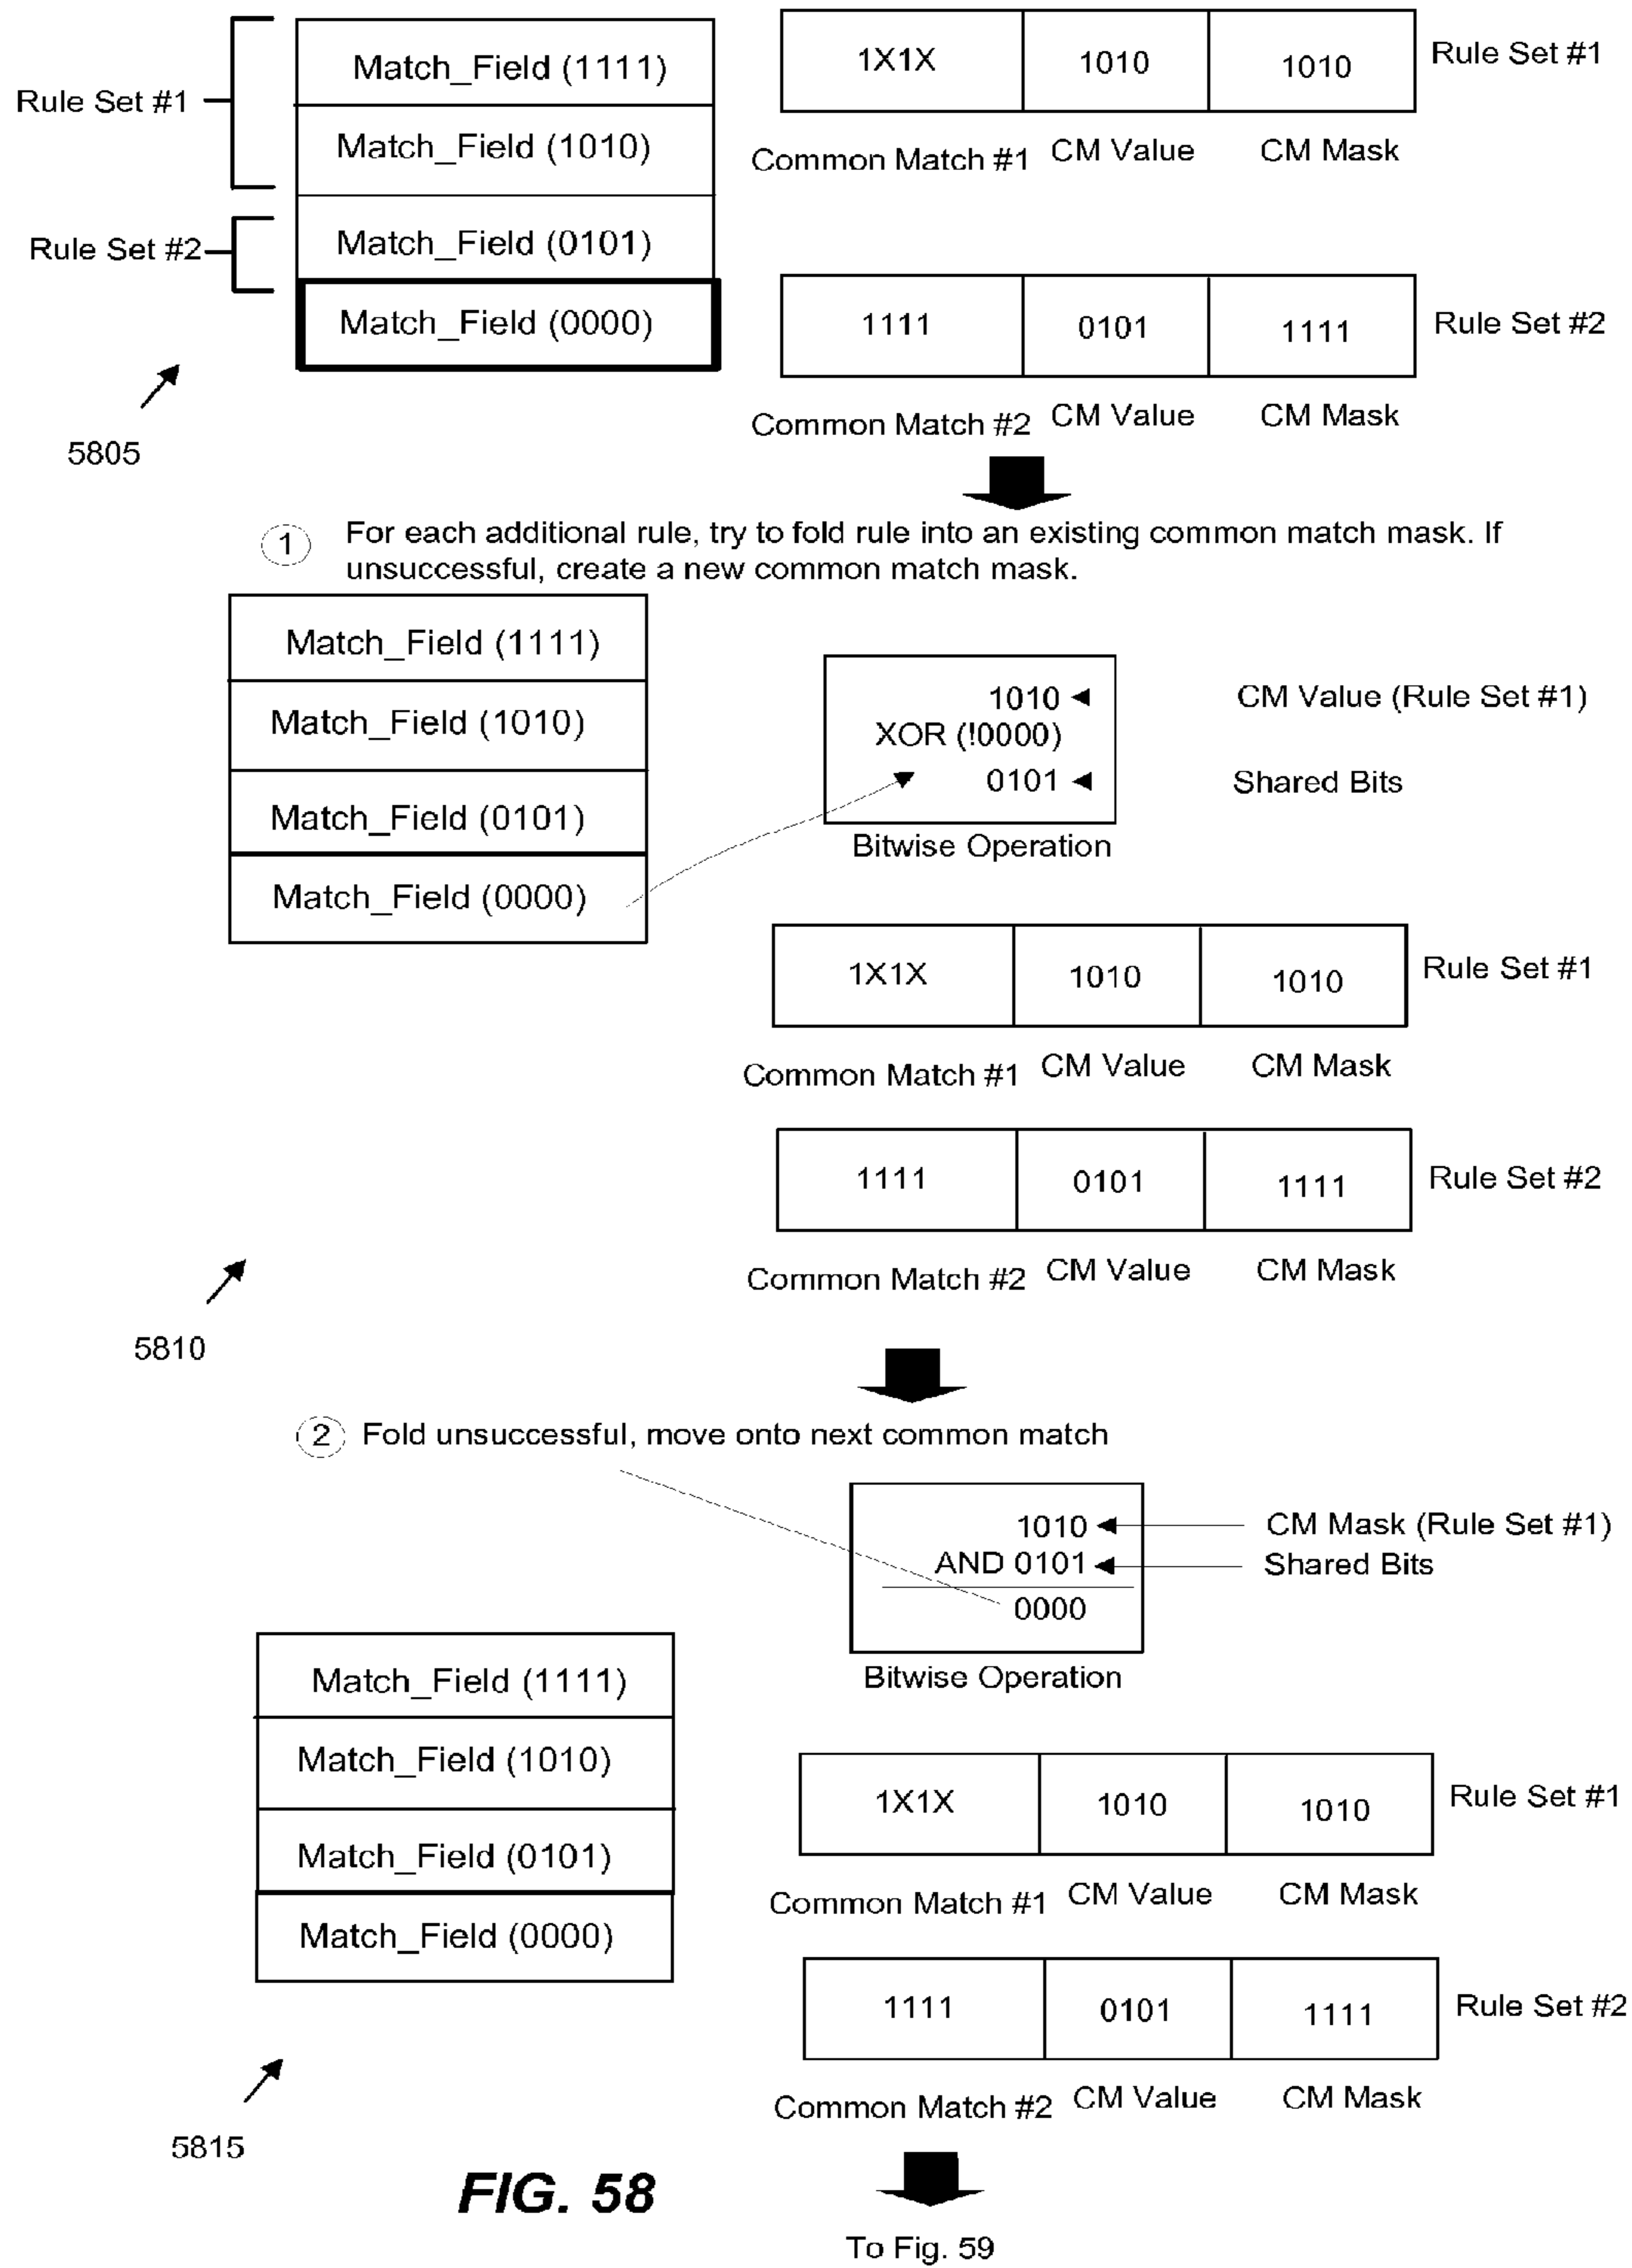 Rule Set #1
Match_Field (1111)
Match_Field (1010)
Rule Set #2
Match_Field (0101)
Match_Field (0000)
5805
1X1X
1010
1010
Rule Set #1
Common Match #1
CM Value
CM Mask
1111
0101
1111
Rule Set #2
Common Match #2
CM Value
CM Mask
1
For each additional rule, try to fold rule into an existing common match mask. If
unsuccessful, create a new common match mask.
Match_Field (1111)
Match_Field (1010)
Match_Field (0101)
Match_Field (0000)
1010
CM Value (Rule Set #1)
XOR (!0000)
0101
Shared Bits
Bitwise Operation
1X1X
1010
1010
Rule Set #1
Common Match #1
CM Value
CM Mask
1111
0101
1111
Rule Set #2
Common Match #2
CM Value
CM Mask
5810
2
Fold unsuccessful, move onto next common match
1010
CM Mask (Rule Set #1)
AND 0101
Shared Bits
0000
Bitwise Operation
Match_Field (1111)
Match_Field (1010)
Match_Field (0101)
Match_Field (0000)
1X1X
1010
1010
Rule Set #1
Common Match #1
CM Value
CM Mask
1111
0101
1111
Rule Set #2
Common Match #2
CM Value
CM Mask
5815
FIG. 58
To Fig. 59